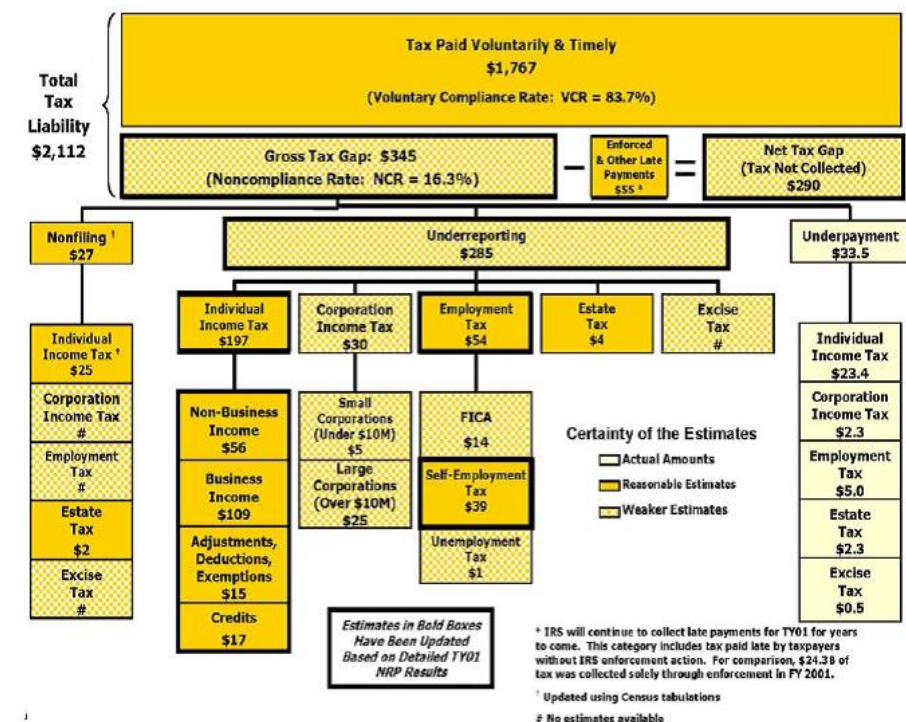 Tax Paid Voluntarily & Timely
$1,767
(Voluntary Compliance Rate: VCR = 83.7%)
Total
Tax
Liability
$2,112
Gross Tax Gap: $345
(Noncompliance Rate: NCR = 16.3%)
Enforced
& Other Late
Payments
$55 *
Net Tax Gap
(Tax Not Collected)
$290
Nonfiling †
$27
Underreporting
$285
Underpayment
$33.5
Individual
Income Tax †
$25
Corporation
Income Tax
#
Employment
Tax
#
Estate
Tax
$2
Excise
Tax
#
Individual
Income Tax
$197
Non-Business
Income
$56
Business
Income
$109
Adjustments,
Deductions,
Exemptions
$15
Credits
$17
Corporation
Income Tax
$30
Small
Corporations
(Under $10M)
$5
Large
Corporations
(Over $10M)
$25
Employment
Tax
$54
FICA
$14
Self-Employment
Tax
$39
Unemployment
Tax
$1
Estate
Tax
$4
Excise
Tax
#
Individual
Income Tax
$23.4
Corporation
Income Tax
$2.3
Employment
Tax
$5.0
Estate
Tax
$2.3
Excise
Tax
$0.5
Certainty of the Estimates
Actual Amounts
Reasonable Estimates
Weaker Estimates
Estimates in Bold Boxes
Have Been Updated
Based on Detailed TY01
NRP Results
* IRS will continue to collect late payments for TY01 for years
to come. This category includes tax paid late by taxpayers
without IRS enforcement action. For comparison, $24.3B of
tax was collected solely through enforcement in FY 2001.
† Updated using Census tabulations
# No estimates available